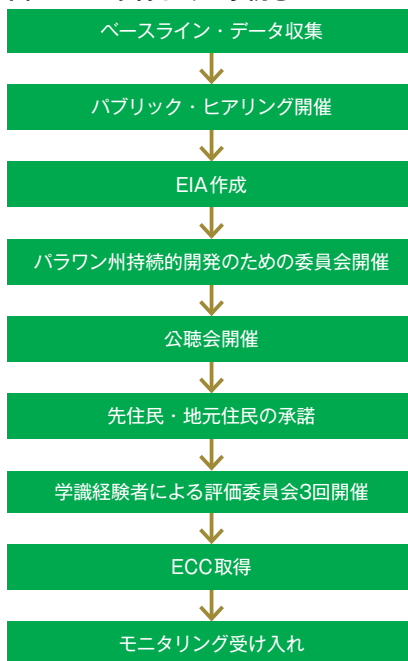 ベースライン・データ収集
パブリック・ヒアリング開催
EIA作成
パラワン州持続的開発のための委員会開催
公聴会開催
先住民・地元住民の承諾
学識経験者による評価委員会3回開催
ECC取得
モニタリング受け入れ